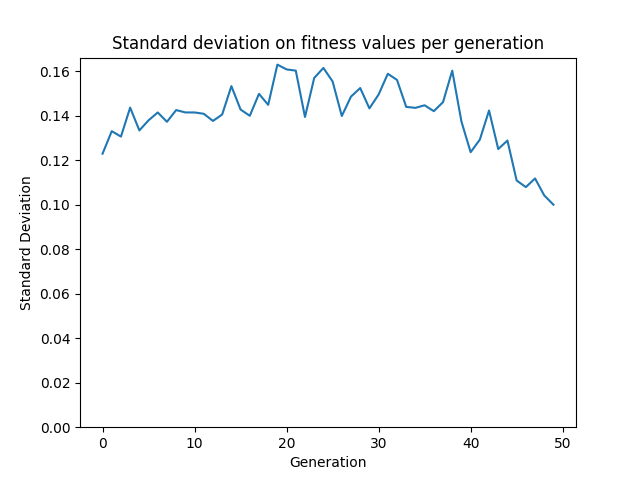 Standard deviation on fitness values per generation
0.16
0.14
0.12
0.10
0.08
0.06
0.04
0.02
0.00
Standard Deviation
0 10 20 30 40 50
Generation